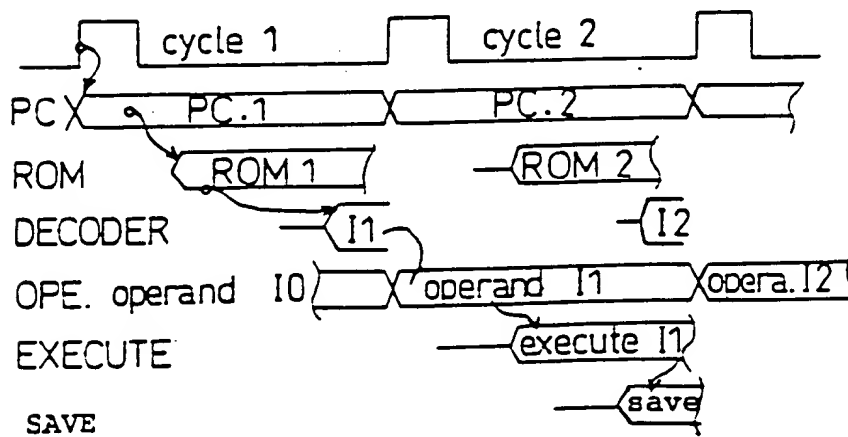 cycle 1 cycle 2
PC PC.1 PC.2
ROM ROM 1 ROM 2
DECODER I1 I2
OPE. operand I0 operand I1 opera. I2
EXECUTE execute I1
save
SAVE